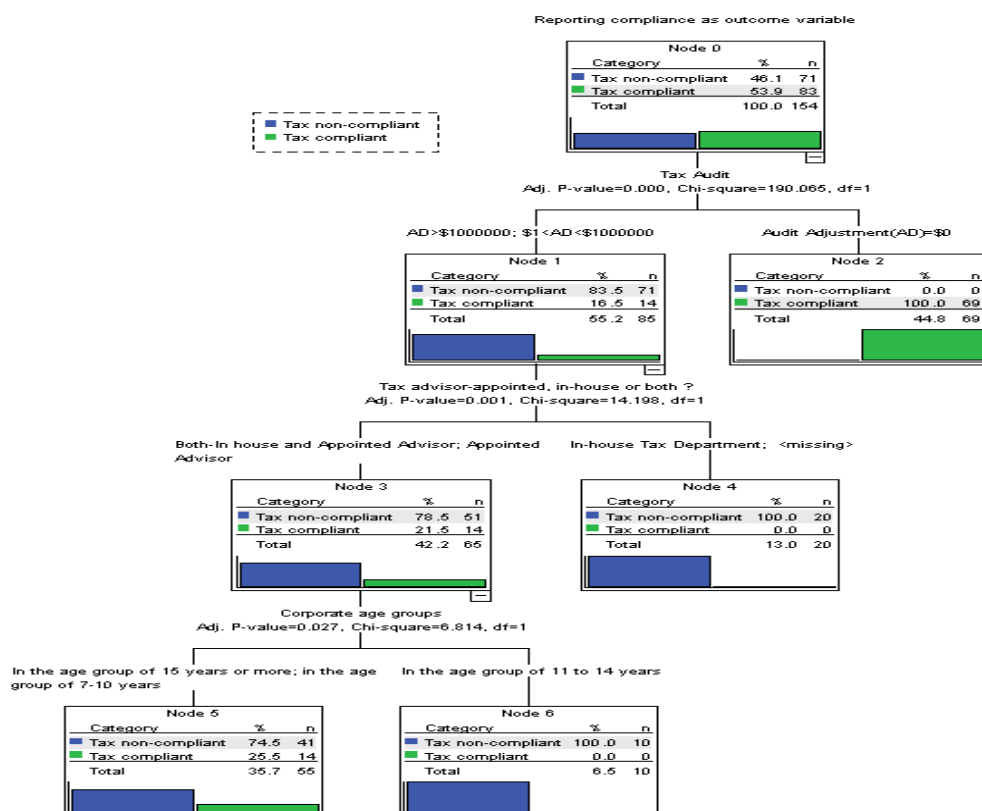 Reporting compliance as outcome variable
Node 0
Category % n
Tax non-compliant 46.1 71
Tax compliant 53.9 83
Total 100.0 154
Tax non-compliant
Tax compliant
Tax Audit
Adj. P-value=0.000, Chi-square=190.065, df=1
AD>$1000000; $1<AD<$1000000
Audit Adjustment(AD)=$0
Node 1
Category % n
Tax non-compliant 83.5 71
Tax compliant 16.5 14
Total 55.2 85
Node 2
Category % n
Tax non-compliant 0.0 0
Tax compliant 100.0 69
Total 44.8 69
Tax advisor-appointed, in-house or both ?
Adj. P-value=0.001, Chi-square=14.198, df=1
Both-In house and Appointed Advisor; Appointed
Advisor
In-house Tax Department; <missing>
Node 3
Category % n
Tax non-compliant 78.5 51
Tax compliant 21.5 14
Total 42.2 65
Node 4
Category % n
Tax non-compliant 100.0 20
Tax compliant 0.0 0
Total 13.0 20
Corporate age groups
Adj. P-value=0.027, Chi-square=6.814, df=1
In the age group of 15 years or more; in the age
group of 7-10 years
In the age group of 11 to 14 years
Node 5
Category % n
Tax non-compliant 74.5 41
Tax compliant 25.5 14
Total 35.7 55
Node 6
Category % n
Tax non-compliant 100.0 10
Tax compliant 0.0 0
Total 6.5 10